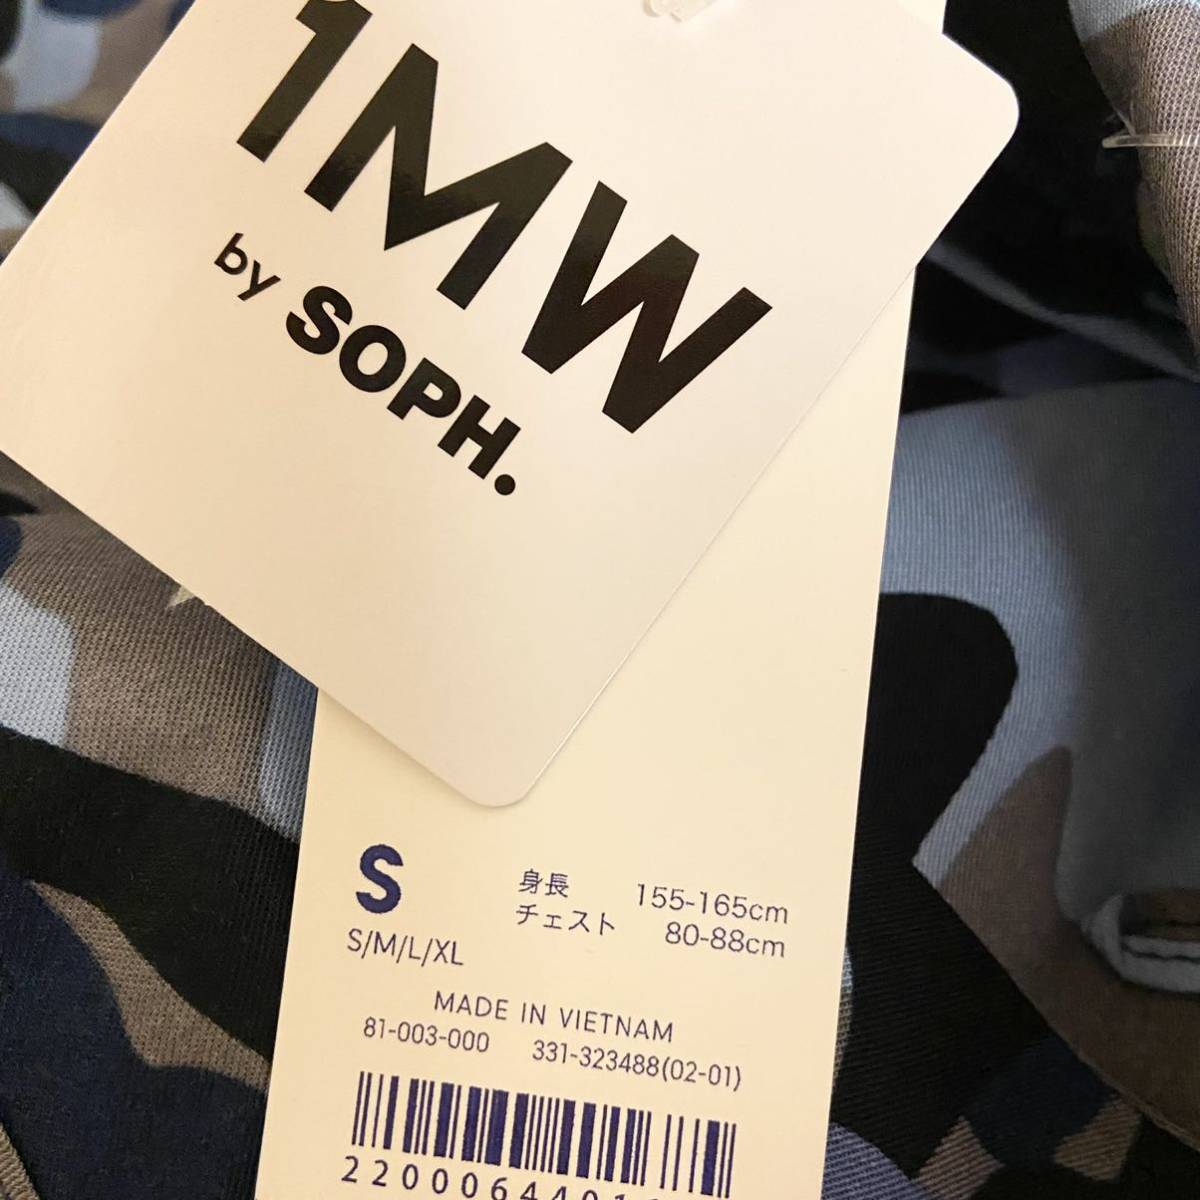 1MW
by SOPH.
S
S/M/L/XL
身長 155-165cm
チェスト 80-88cm
MADE IN VIETNAM
81-003-000 331-323488(02-01)